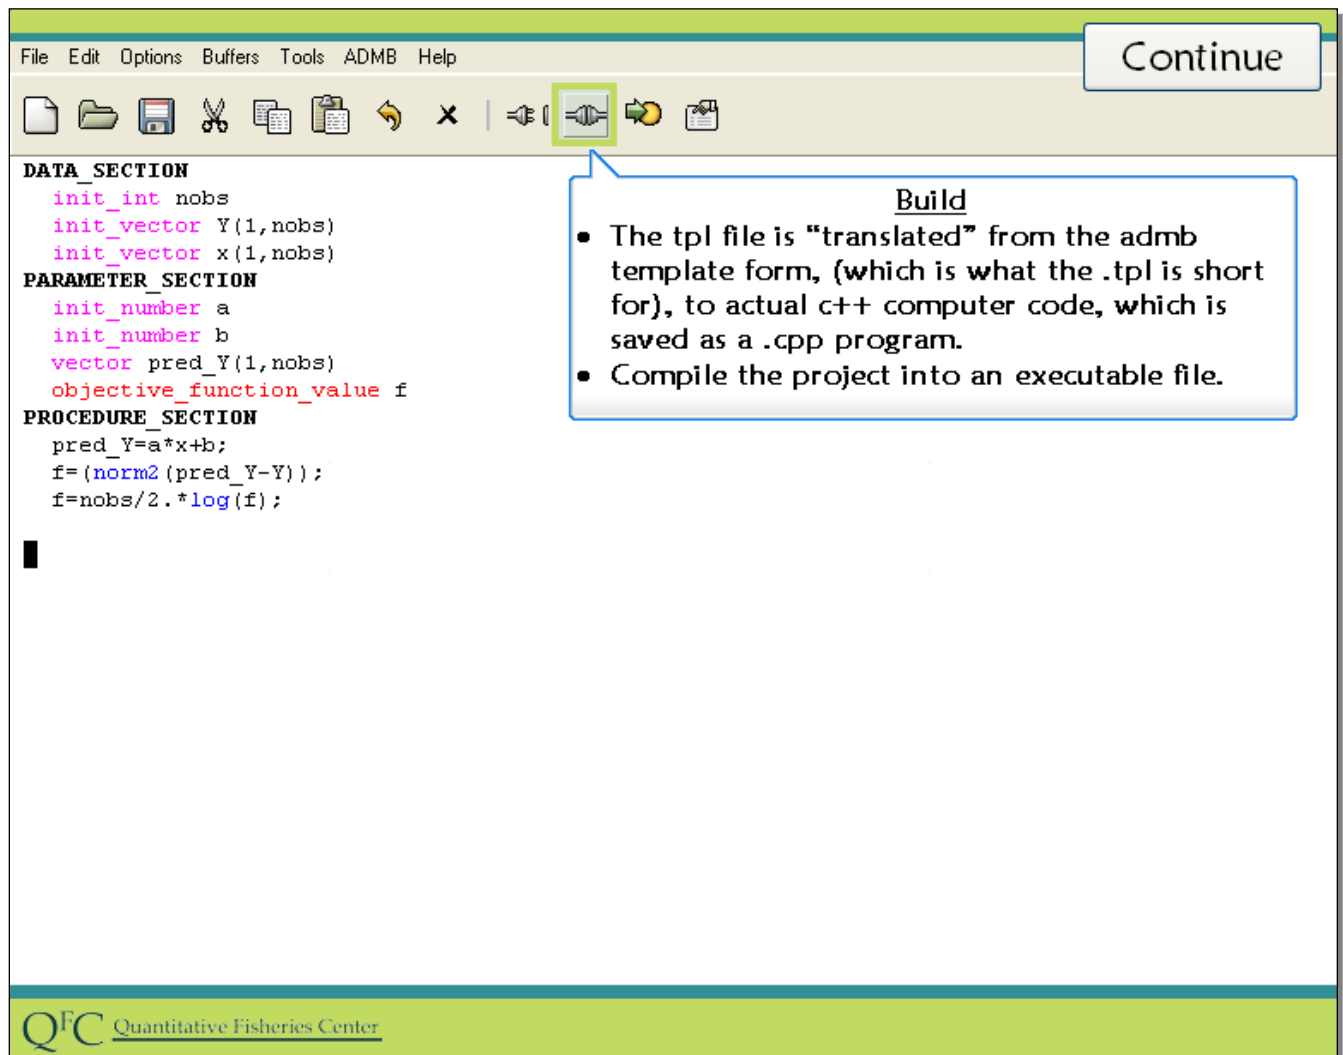 Continue
File Edit Options Buffers Tools ADMB Help
DATA_SECTION
  init_int nobs
  init_vector Y(1,nobs)
  init_vector x(1,nobs)
PARAMETER_SECTION
  init_number a
  init_number b
  vector pred_Y(1,nobs)
  objective_function_value f
PROCEDURE_SECTION
  pred_Y=a*x+b;
  f=(norm2(pred_Y-Y));
  f=nobs/2.*log(f);
Build
• The tpl file is “translated” from the admb
template form, (which is what the .tpl is short
for), to actual c++ computer code, which is
saved as a .cpp program.
• Compile the project into an executable file.
QFC Quantitative Fisheries Center